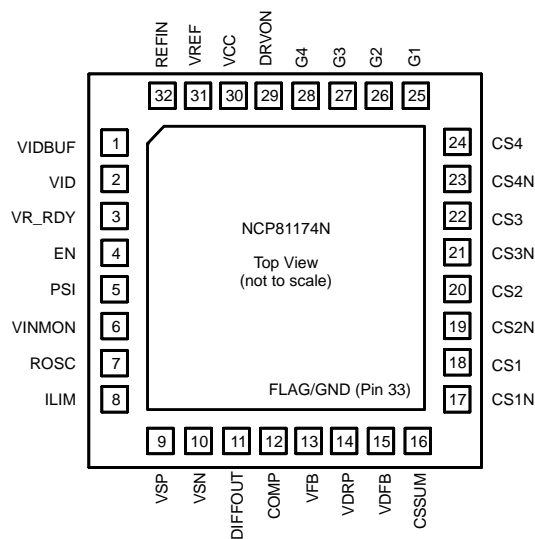 REFIN
VREF
VCC
DRVON
G4
G3
G2
G1
32
31
30
29
28
27
26
25
VIDBUF 1
VID 2
VR_RDY 3
EN 4
PSI 5
VINMON 6
ROSC 7
ILIM 8
NCP81174N
Top View
(not to scale)
FLAG/GND (Pin 33)
24 CS4
23 CS4N
22 CS3
21 CS3N
20 CS2
19 CS2N
18 CS1
17 CS1N
9
10
11
12
13
14
15
16
VSP
VSN
DIFFOUT
COMP
VFB
VDRP
VDFB
CSSUM